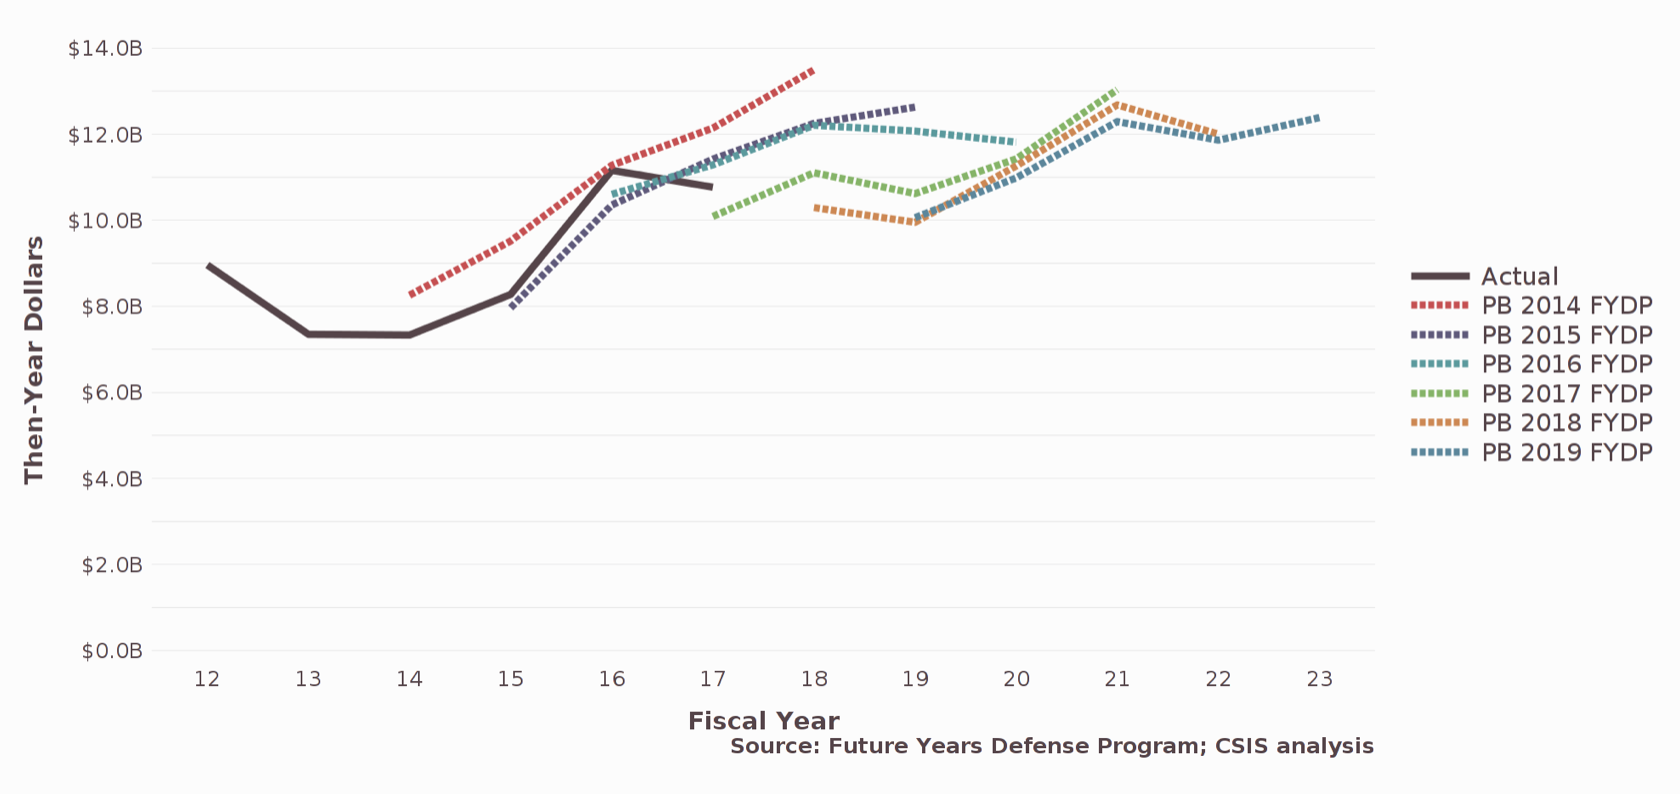 $14.0B
$12.0B
$10.0B
$8.0B
$6.0B
$4.0B
$2.0B
$0.0B
Then-Year Dollars
12 13 14 15 16 17 18 19 20 21 22 23
Fiscal Year
Source: Future Years Defense Program; CSIS analysis
Actual
PB 2014 FYDP
PB 2015 FYDP
PB 2016 FYDP
PB 2017 FYDP
PB 2018 FYDP
PB 2019 FYDP